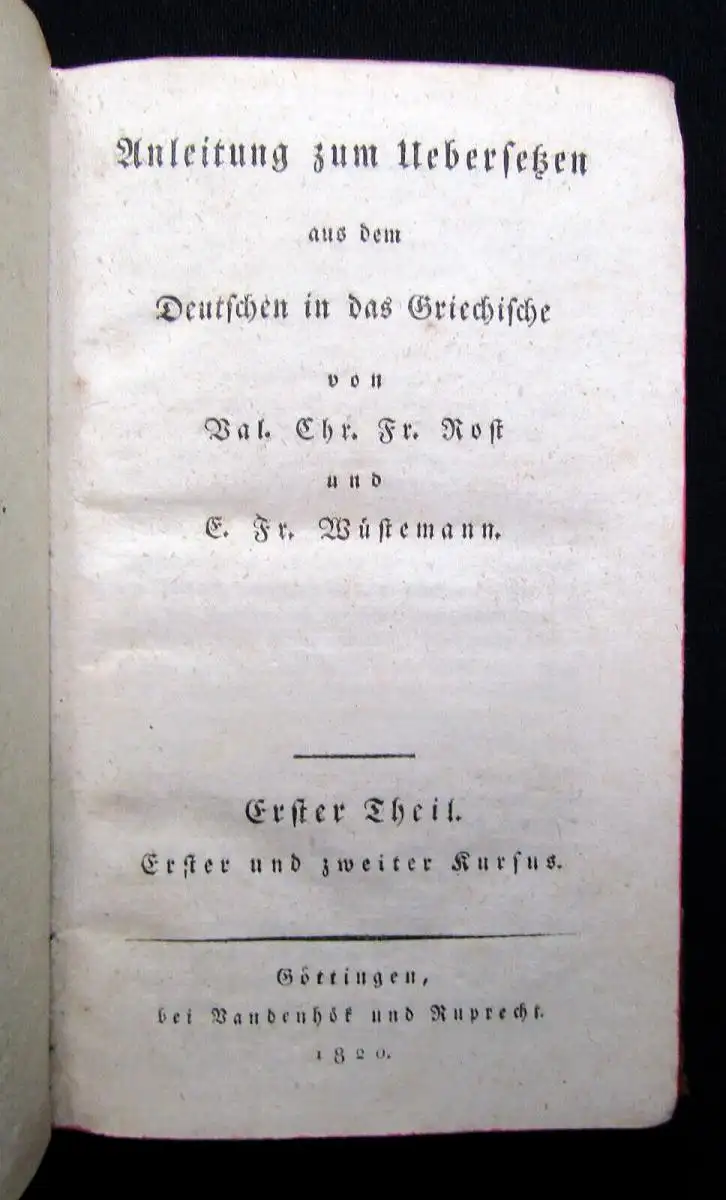 Anleitung zum Uebersetzen
aus dem
Deutschen in das Griechische
von
Val. Chr. Fr. Rost
und
E. Fr. Wüstemann.
Erster Theil.
Erster und zweiter Kursus.
Göttingen,
bei Vandenhök und Ruprecht.
1820.